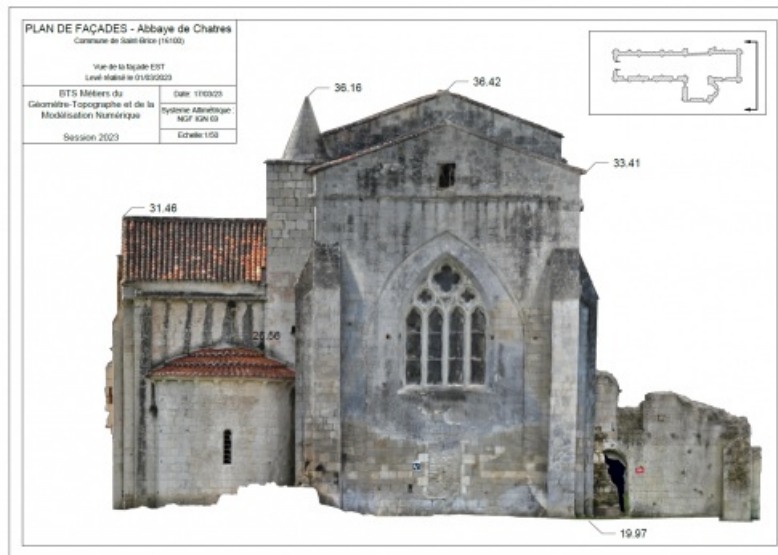 PLAN DE FAÇADES - Abbaye de Chatres
Commune de Saint-Brice (16100)
Vue de la façade EST
Levé réalisé le 01/03/2023
BTS Métiers du
Géomètre-Topographe et de la
Modélisation Numérique
Session 2023
Date: 17/03/23
Système Altimétrique :
NGF IGN 69
Echelle:1/50
36.16
36.42
33.41
31.46
25.56
19.97